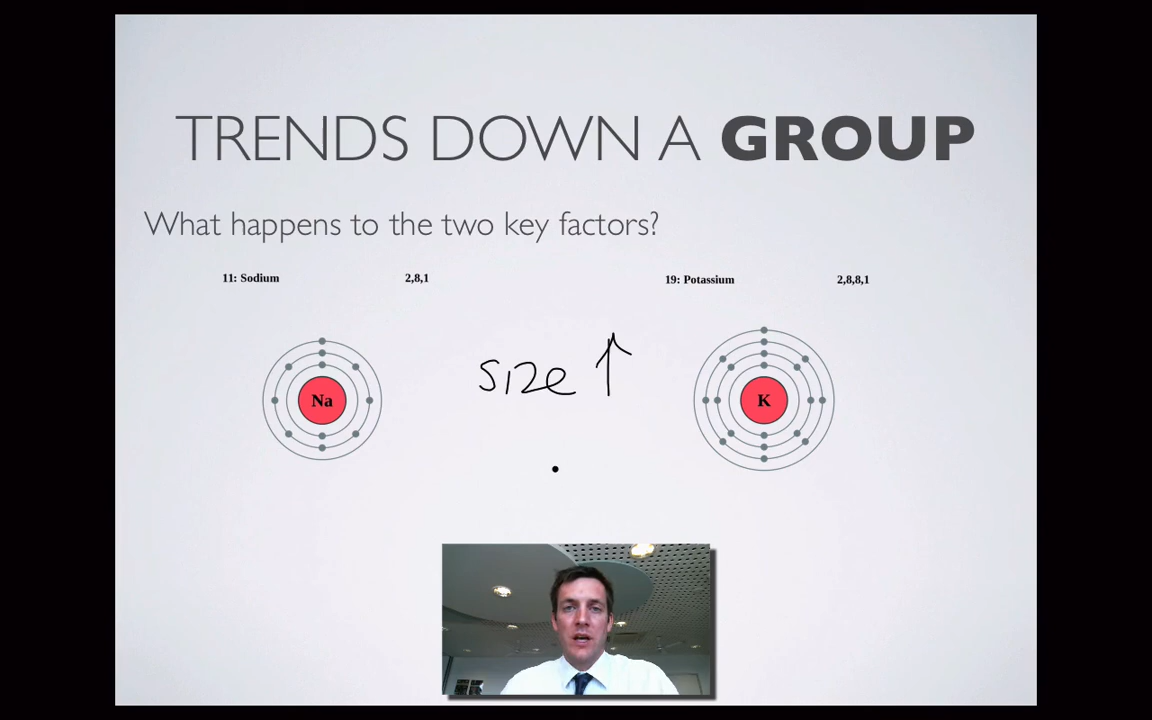 TRENDS DOWN A GROUP
What happens to the two key factors?
11: Sodium 2,8,1
19: Potassium 2,8,8,1
size ↑
Na
K